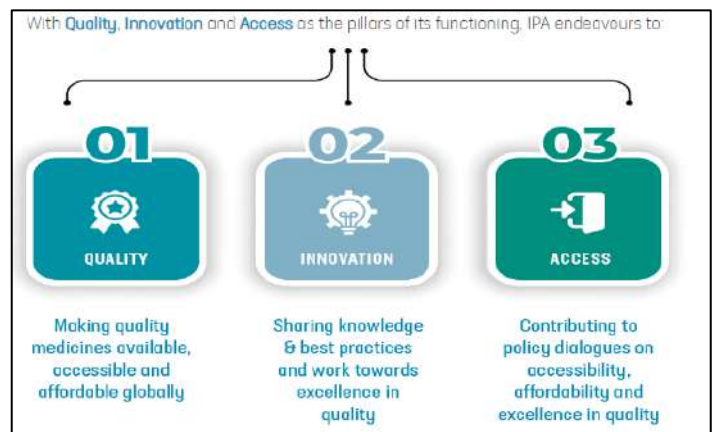 With Quality, Innovation and Access as the pillars of its functioning, IPA endeavours to:
01
QUALITY
Making quality
medicines available,
accessible and
affordable globally
02
INNOVATION
Sharing knowledge
& best practices
and work towards
excellence in
quality
03
ACCESS
Contributing to
policy dialogues on
accessibility,
affordability and
excellence in quality